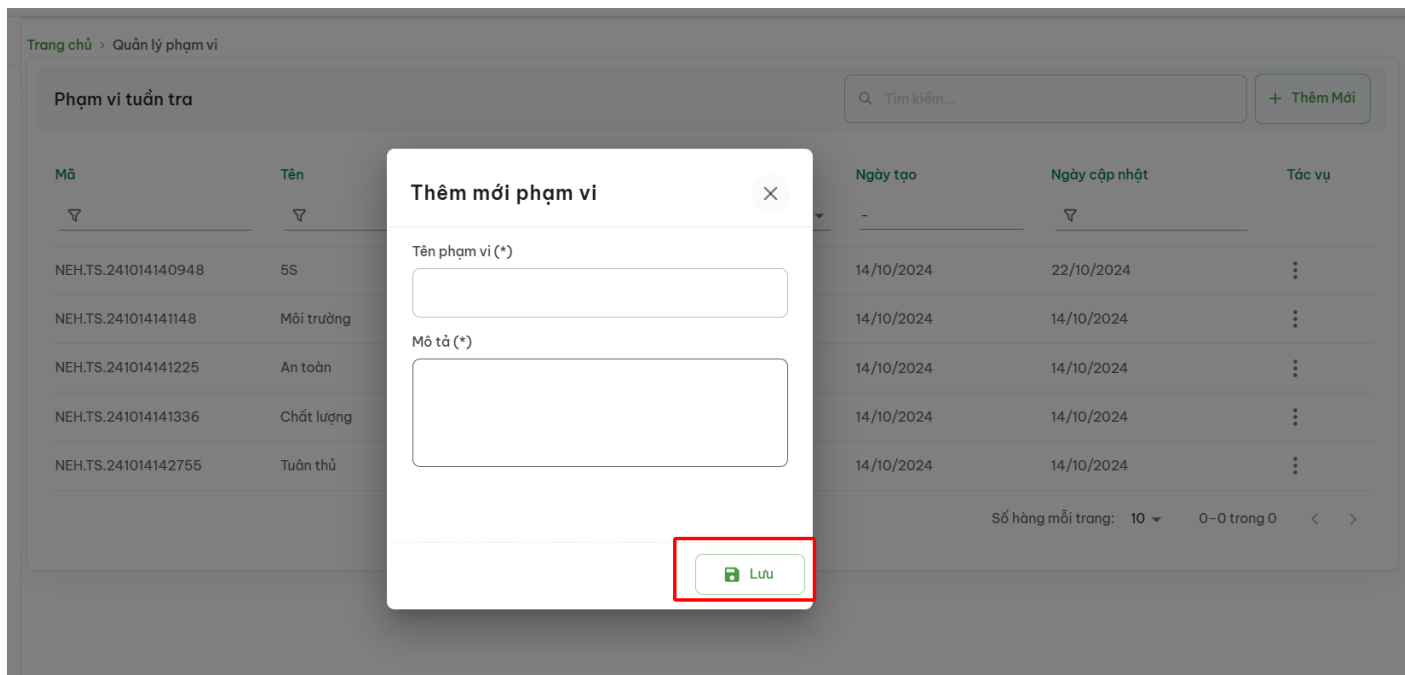 Trang chủ > Quản lý phạm vi
Phạm vi tuần tra
Tìm kiếm...
+ Thêm Mới
Mã Tên Ngày tạo Ngày cập nhật Tác vụ
-
Thêm mới phạm vi
Tên phạm vi (*)
Mô tả (*)
Lưu
NEH.TS.241014140948 5S 14/10/2024 22/10/2024
NEH.TS.241014141148 Môi trường 14/10/2024 14/10/2024
NEH.TS.241014141225 An toàn 14/10/2024 14/10/2024
NEH.TS.241014141336 Chất lượng 14/10/2024 14/10/2024
NEH.TS.241014142755 Tuân thủ 14/10/2024 14/10/2024
Số hàng mỗi trang: 10 0–0 trong 0 < >